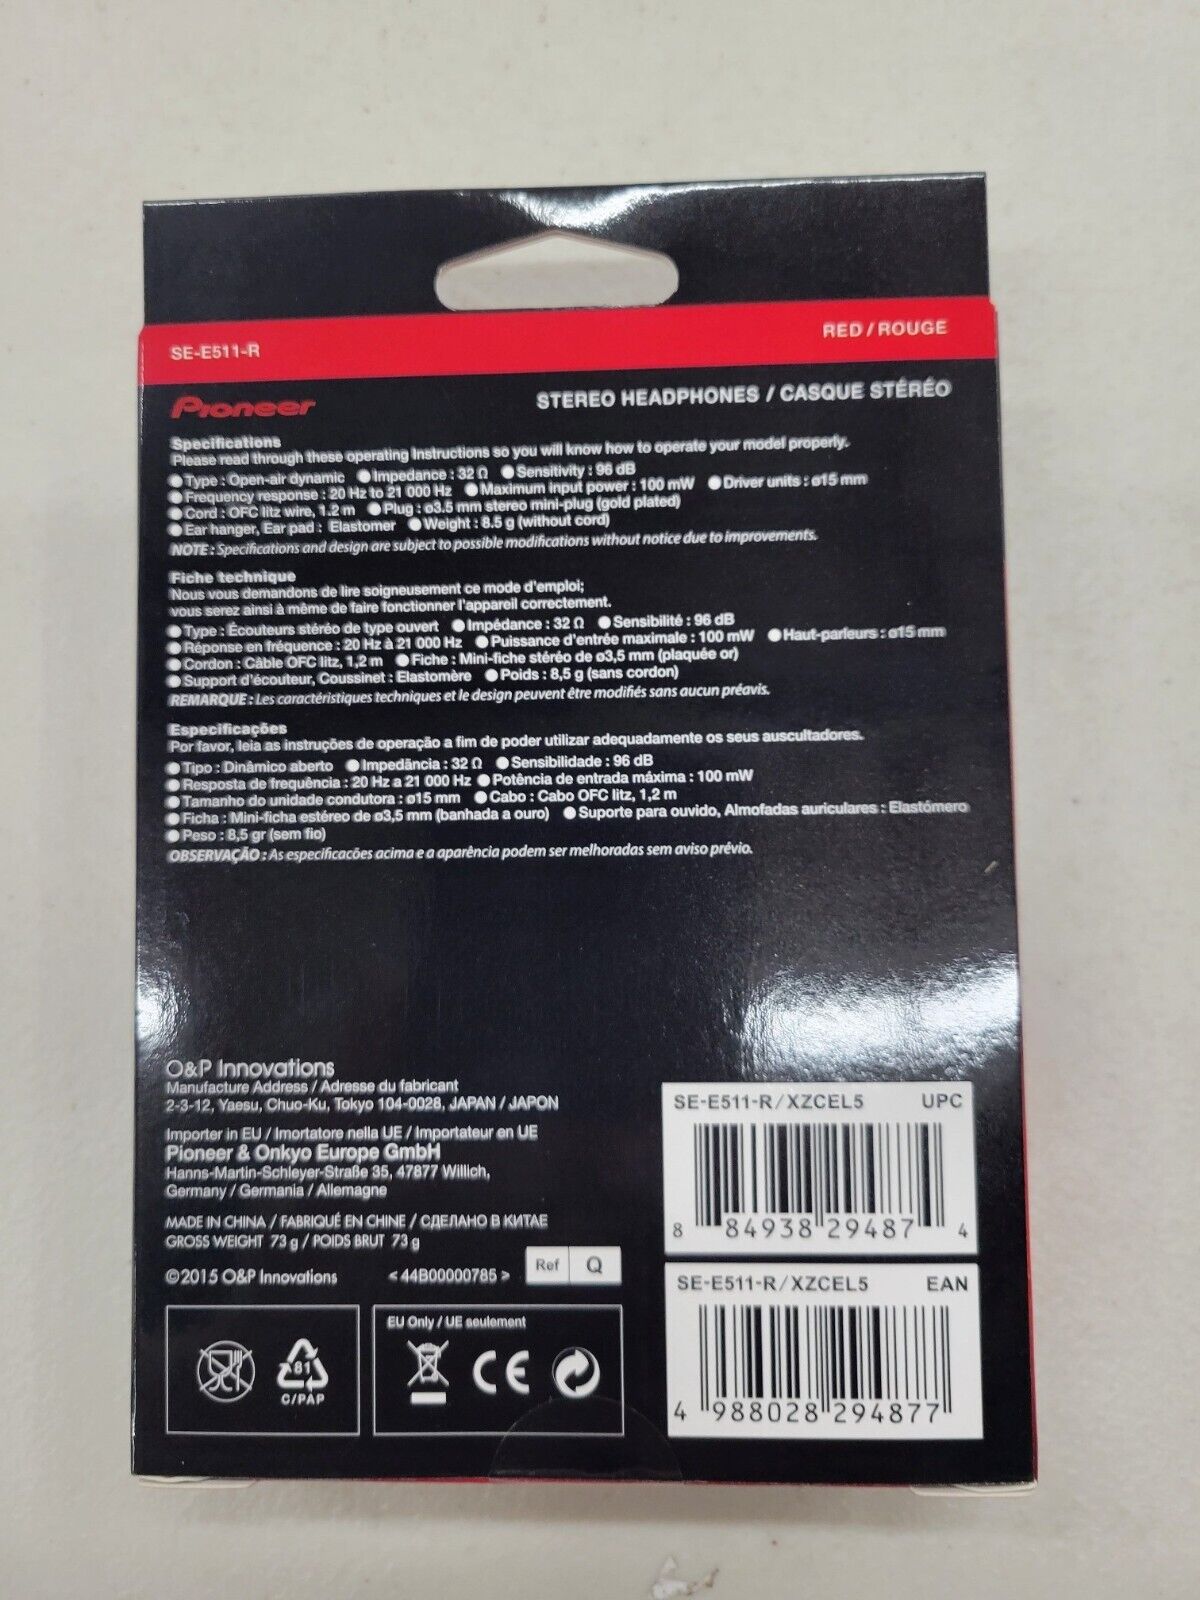 SE-E511-R
RED / ROUGE
Pioneer
STEREO HEADPHONES / CASQUE STÉRÉO
Specifications
Please read through these operating Instructions so you will know how to operate your model properly.
●Type : Open-air dynamic ●Impedance : 32 Ω ●Sensitivity : 96 dB
●Frequency response : 20 Hz to 21 000 Hz ●Maximum input power : 100 mW ●Driver units : ø15 mm
●Cord : OFC litz wire, 1.2 m ●Plug : ø3.5 mm stereo mini-plug (gold plated)
●Ear hanger, Ear pad : Elastomer ●Weight : 8.5 g (without cord)
NOTE : Specifications and design are subject to possible modifications without notice due to improvements.
Fiche technique
Nous vous demandons de lire soigneusement ce mode d'emploi;
vous serez ainsi à même de faire fonctionner l'appareil correctement.
●Type : Écouteurs stéréo de type ouvert ●Impédance : 32 Ω ●Sensibilité : 96 dB
●Réponse en fréquence : 20 Hz à 21 000 Hz ●Puissance d'entrée maximale : 100 mW ●Haut-parleurs : ø15 mm
●Cordon : Câble OFC litz, 1,2 m ●Fiche : Mini-fiche stéréo de ø3,5 mm (plaquée or)
●Support d'écouteur, Coussinet : Elastomère ●Poids : 8,5 g (sans cordon)
REMARQUE : Les caractéristiques techniques et le design peuvent être modifiés sans aucun préavis.
Especificações
Por favor, leia as instruções de operação a fim de poder utilizar adequadamente os seus auscultadores.
●Tipo : Dinâmico aberto ●Impedância : 32 Ω ●Sensibilidade : 96 dB
●Resposta de frequência : 20 Hz a 21 000 Hz ●Potência de entrada máxima : 100 mW
●Tamanho do unidade condutora : ø15 mm ●Cabo : Cabo OFC litz, 1,2 m
●Ficha : Mini-ficha estéreo de ø3,5 mm (banhada a ouro) ●Suporte para ouvido, Almofadas auriculares : Elastómero
●Peso : 8,5 gr (sem fio)
OBSERVAÇÃO : As especificacões acima e a aparência podem ser melhoradas sem aviso prévio.
O&P Innovations
Manufacture Address / Adresse du fabricant
2-3-12, Yaesu, Chuo-Ku, Tokyo 104-0028, JAPAN / JAPON
Importer in EU / Imortatore nella UE / Importateur en UE
Pioneer & Onkyo Europe GmbH
Hanns-Martin-Schleyer-Straße 35, 47877 Willich,
Germany / Germania / Allemagne
MADE IN CHINA / FABRIQUÉ EN CHINE / СДЕЛАНО В КИТАЕ
GROSS WEIGHT 73 g / POIDS BRUT 73 g
©2015 O&P Innovations
< 44B00000785 >
Ref Q
81
C/PAP
EU Only / UE seulement
CE
SE-E511-R/XZCEL5 UPC
8 84938 29487 4
SE-E511-R/XZCEL5 EAN
4 988028 294877